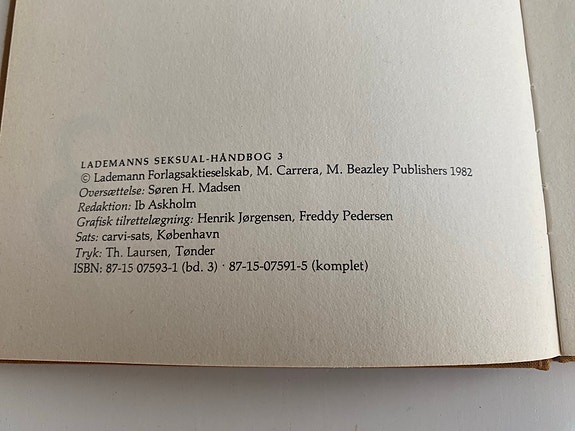 LADEMANNS SEKSUAL-HÅNDBOG 3
© Lademann Forlagsaktieselskab, M. Carrera, M. Beazley Publishers 1982
Oversættelse: Søren H. Madsen
Redaktion: Ib Askholm
Grafisk tilrettelægning: Henrik Jørgensen, Freddy Pedersen
Sats: carvi-sats, København
Tryk: Th. Laursen, Tønder
ISBN: 87-15 07593-1 (bd. 3) · 87-15-07591-5 (komplet)